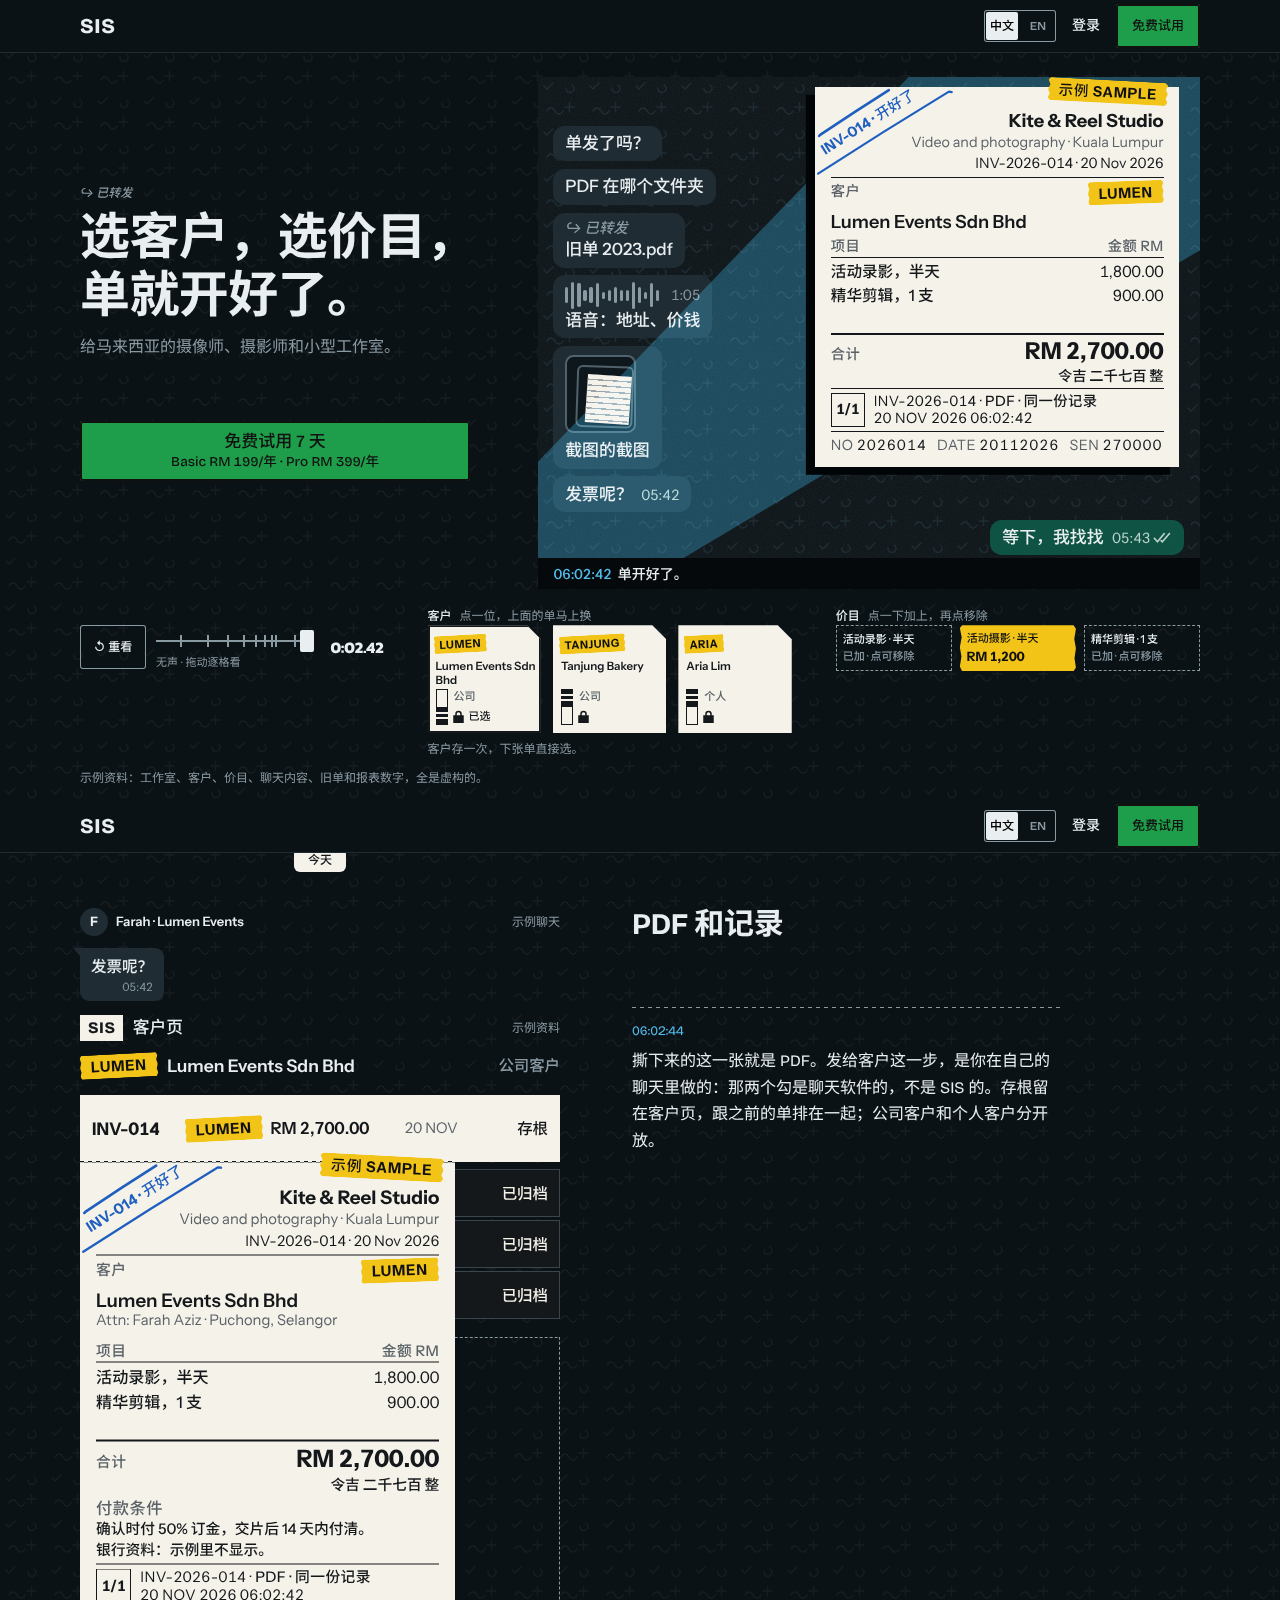 SIS
中文 EN 登录 免费试用
已转发
选客户，选价目，
单就开好了。
给马来西亚的摄像师、摄影师和小型工作室。
免费试用 7 天
Basic RM 199/年 · Pro RM 399/年
单发了吗？
PDF 在哪个文件夹
已转发
旧单 2023.pdf
1:05
语音：地址、价钱
截图的截图
发票呢？ 05:42
示例 SAMPLE
INV-014 · 开好了
Kite & Reel Studio
Video and photography · Kuala Lumpur
INV-2026-014 · 20 Nov 2026
客户 LUMEN
Lumen Events Sdn Bhd
项目 金额 RM
活动录影，半天 1,800.00
精华剪辑，1 支 900.00
合计 RM 2,700.00
令吉 二千七百 整
1/1 INV-2026-014 · PDF · 同一份记录
20 NOV 2026 06:02:42
NO 2026014 DATE 20112026 SEN 270000
等下，我找找 05:43
06:02:42 单开好了。
重看
无声 · 拖动逐格看
0:02.42
客户 点一位，上面的单马上换
LUMEN
Lumen Events Sdn Bhd
公司
已选
TANJUNG
Tanjung Bakery
公司
ARIA
Aria Lim
个人
客户存一次，下张单直接选。
价目 点一下加上，再点移除
活动录影 · 半天
已加 · 点可移除
活动摄影 · 半天
RM 1,200
精华剪辑 · 1 支
已加 · 点可移除
示例资料：工作室、客户、价目、聊天内容、旧单和报表数字，全是虚构的。
SIS
中文 EN 登录 免费试用
今天
F Farah · Lumen Events 示例聊天
发票呢？
05:42
SIS 客户页 示例资料
LUMEN Lumen Events Sdn Bhd 公司客户
INV-014 LUMEN RM 2,700.00 20 NOV 存根
已归档
已归档
已归档
示例 SAMPLE
INV-014 · 开好了
Kite & Reel Studio
Video and photography · Kuala Lumpur
INV-2026-014 · 20 Nov 2026
客户 LUMEN
Lumen Events Sdn Bhd
Attn: Farah Aziz · Puchong, Selangor
项目 金额 RM
活动录影，半天 1,800.00
精华剪辑，1 支 900.00
合计 RM 2,700.00
令吉 二千七百 整
付款条件
确认时付 50% 订金，交片后 14 天内付清。
银行资料：示例里不显示。
1/1 INV-2026-014 · PDF · 同一份记录
20 NOV 2026 06:02:42
PDF 和记录
06:02:44
撕下来的这一张就是 PDF。发给客户这一步，是你在自己的
聊天里做的：那两个勾是聊天软件的，不是 SIS 的。存根留
在客户页，跟之前的单排在一起；公司客户和个人客户分开
放。